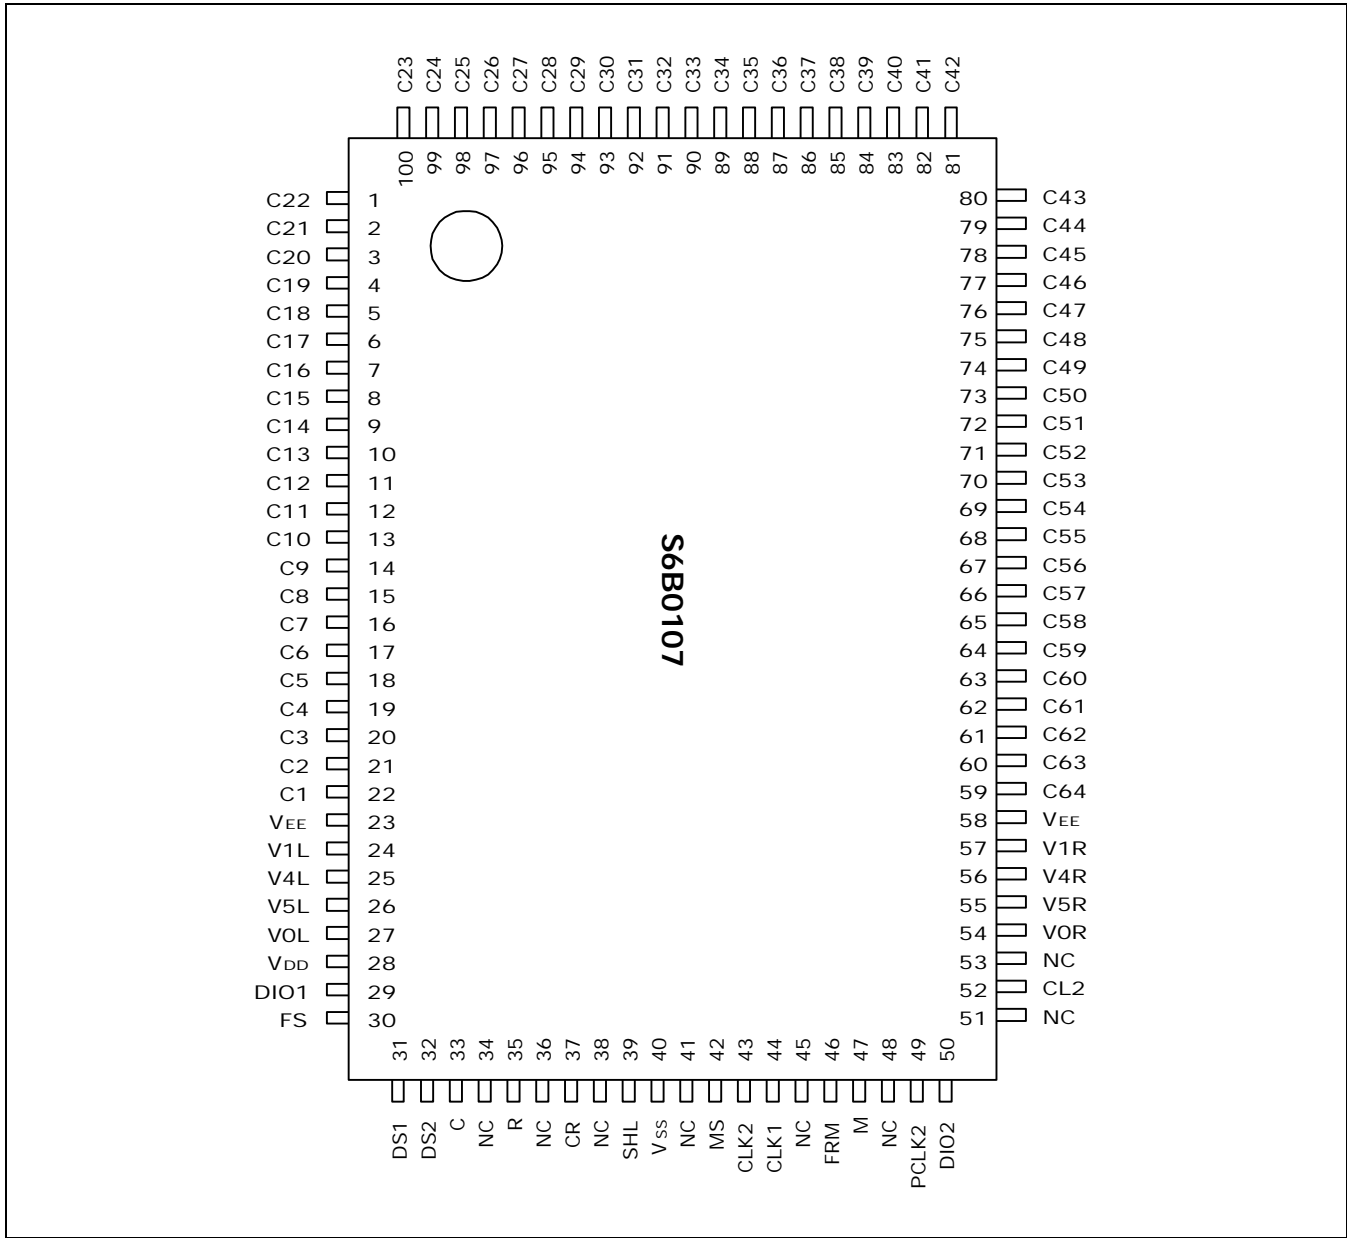 C23 C24 C25 C26 C27 C28 C29 C30 C31 C32 C33 C34 C35 C36 C37 C38 C39 C40 C41 C42
100 99 98 97 96 95 94 93 92 91 90 89 88 87 86 85 84 83 82 81
C22 1 80 C43
C21 2 79 C44
C20 3 78 C45
C19 4 77 C46
C18 5 76 C47
C17 6 75 C48
C16 7 74 C49
C15 8 73 C50
C14 9 72 C51
C13 10 71 C52
C12 11 70 C53
C11 12 69 C54
C10 13 68 C55
C9 14 67 C56
C8 15 66 C57
C7 16 65 C58
C6 17 64 C59
C5 18 63 C60
C4 19 62 C61
C3 20 61 C62
C2 21 60 C63
C1 22 59 C64
VEE 23 58 VEE
V1L 24 57 V1R
V4L 25 56 V4R
V5L 26 55 V5R
V0L 27 54 V0R
VDD 28 53 NC
DIO1 29 52 CL2
FS 30 51 NC
S6B0107
31 32 33 34 35 36 37 38 39 40 41 42 43 44 45 46 47 48 49 50
DS1 DS2 C NC R NC CR NC SHL VSS NC MS CLK2 CLK1 NC FRM M NC PCLK2 DIO2